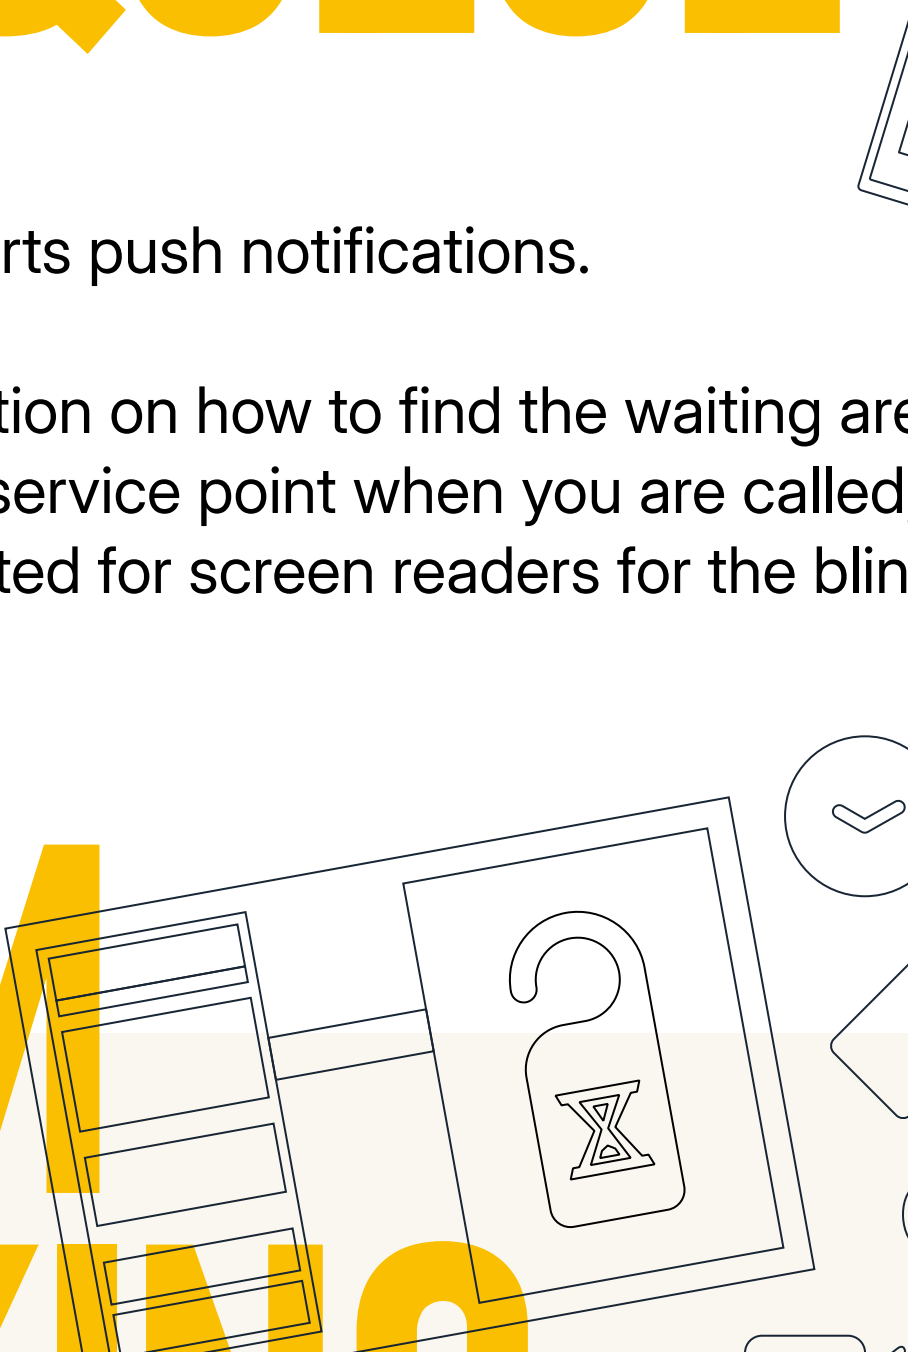 rts push notifications.
tion on how to find the waiting are
service point when you are called,
ted for screen readers for the blin
M